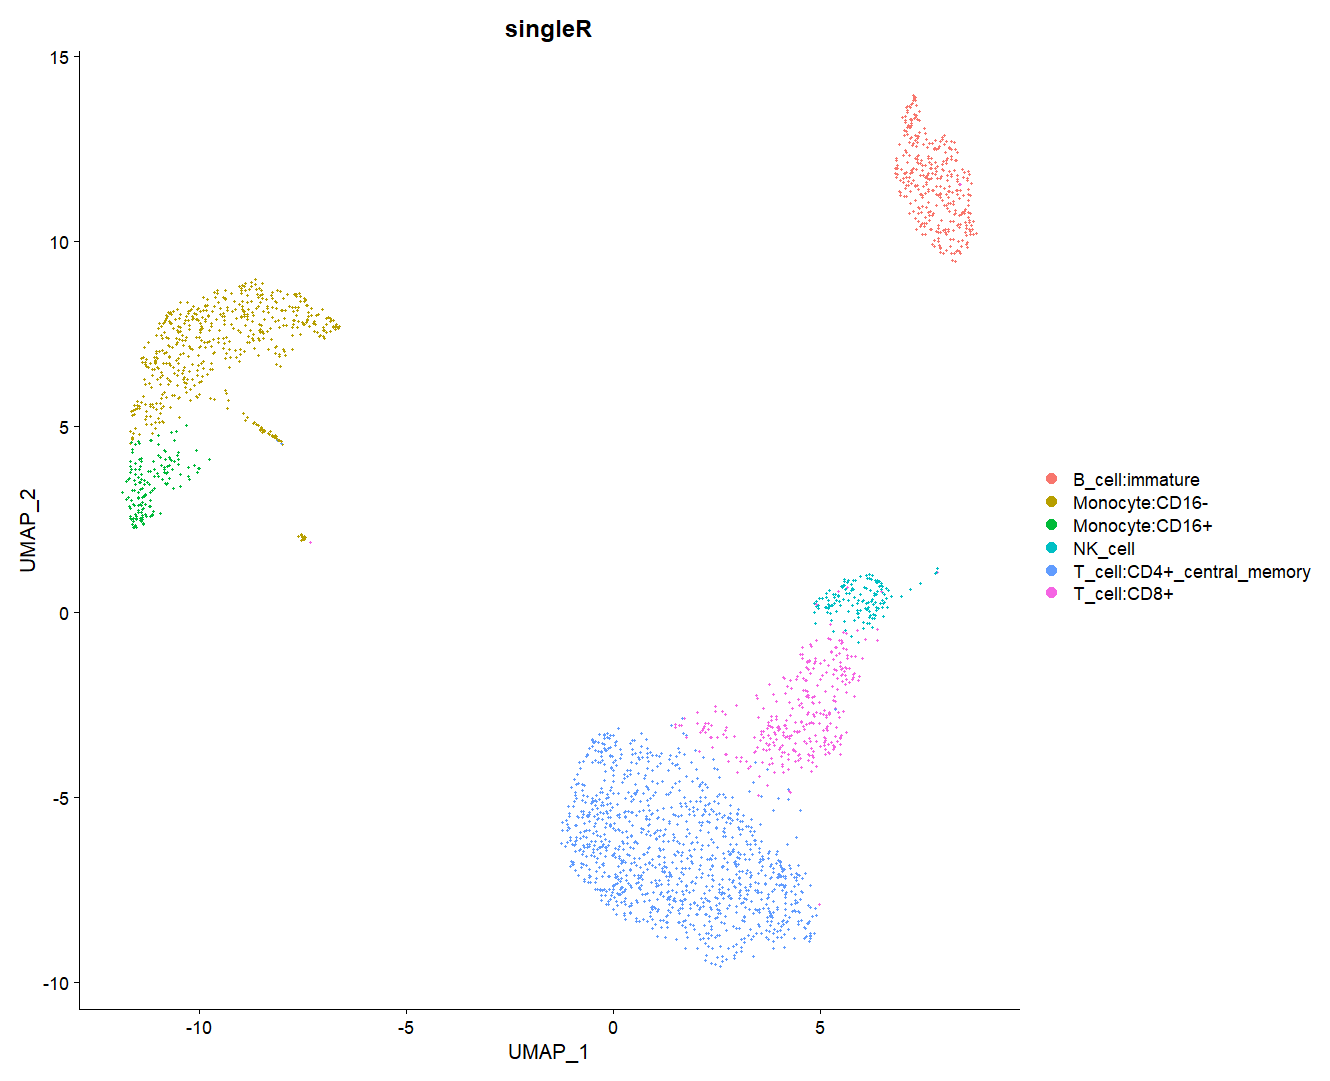 singleR
15
10
5
0
-5
-10
UMAP_2
-10
-5
0
5
UMAP_1
B_cell:immature
Monocyte:CD16-
Monocyte:CD16+
NK_cell
T_cell:CD4+_central_memory
T_cell:CD8+